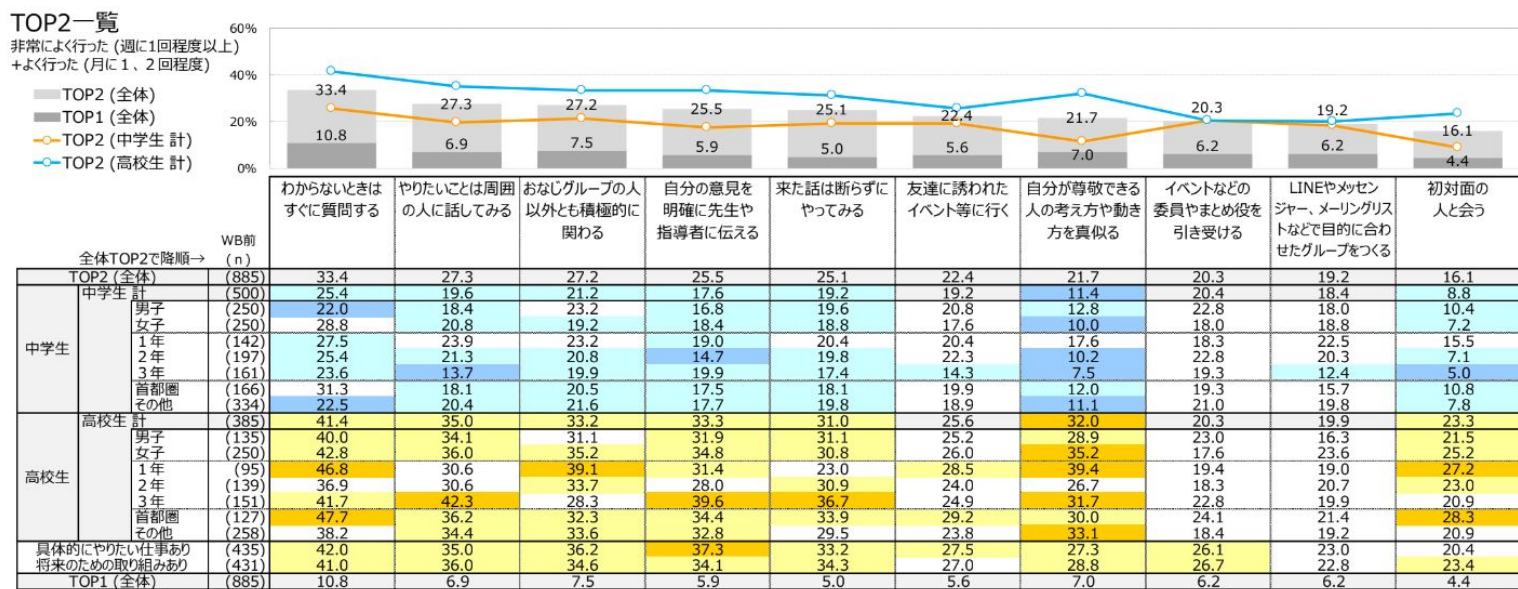 TOP2一覧
非常によく行った (週に1回程度以上)
+よく行った (月に１、２回程度)
TOP2 (全体)
TOP1 (全体)
TOP2 (中学生 計)
TOP2 (高校生 計)
60%
40%
20%
0%
33.4 27.3 27.2 25.5 25.1 22.4 21.7 20.3 19.2 16.1
10.8 6.9 7.5 5.9 5.0 5.6 7.0 6.2 6.2 4.4
わからないときは
すぐに質問する
やりたいことは周囲
の人に話してみる
おなじグループの人
以外とも積極的に
関わる
自分の意見を
明確に先生や
指導者に伝える
来た話は断らずに
やってみる
友達に誘われた
イベント等に行く
自分が尊敬できる
人の考え方や動き
方を真似る
イベントなどの
委員やまとめ役を
引き受ける
LINEやメッセン
ジャー、メーリングリス
トなどで目的に合わ
せたグループをつくる
初対面の
人と会う
全体TOP2で降順→
WB前
(ｎ)
TOP2 (全体) (885) 33.4 27.3 27.2 25.5 25.1 22.4 21.7 20.3 19.2 16.1
中学生
中学生 計 (500) 25.4 19.6 21.2 17.6 19.2 19.2 11.4 20.4 18.4 8.8
男子 (250) 22.0 18.4 23.2 16.8 19.6 20.8 12.8 22.8 18.0 10.4
女子 (250) 28.8 20.8 19.2 18.4 18.8 17.6 10.0 18.0 18.8 7.2
１年 (142) 27.5 23.9 23.2 19.0 20.4 20.4 17.6 18.3 22.5 15.5
２年 (197) 25.4 21.3 20.8 14.7 19.8 22.3 10.2 22.8 20.3 7.1
３年 (161) 23.6 13.7 19.9 19.9 17.4 14.3 7.5 19.3 12.4 5.0
首都圏 (166) 31.3 18.1 20.5 17.5 18.1 19.9 12.0 19.3 15.7 10.8
その他 (334) 22.5 20.4 21.6 17.7 19.8 18.9 11.1 21.0 19.8 7.8
高校生
高校生 計 (385) 41.4 35.0 33.2 33.3 31.0 25.6 32.0 20.3 19.9 23.3
男子 (135) 40.0 34.1 31.1 31.9 31.1 25.2 28.9 23.0 16.3 21.5
女子 (250) 42.8 36.0 35.2 34.8 30.8 26.0 35.2 17.6 23.6 25.2
１年 (95) 46.8 30.6 39.1 31.4 23.0 28.5 39.4 19.4 19.0 27.2
２年 (139) 36.9 30.6 33.7 28.0 30.9 24.0 26.7 18.3 20.7 23.0
３年 (151) 41.7 42.3 28.3 39.6 36.7 24.9 31.7 22.8 19.9 20.9
首都圏 (127) 47.7 36.2 32.3 34.4 33.9 29.2 30.0 24.1 21.4 28.3
その他 (258) 38.2 34.4 33.6 32.8 29.5 23.8 33.1 18.4 19.2 20.9
具体的にやりたい仕事あり (435) 42.0 35.0 36.2 37.3 33.2 27.5 27.3 26.1 23.0 20.4
将来のための取り組みあり (431) 41.0 36.0 34.6 34.1 34.3 27.0 28.8 26.7 22.8 23.4
TOP1 (全体) (885) 10.8 6.9 7.5 5.9 5.0 5.6 7.0 6.2 6.2 4.4